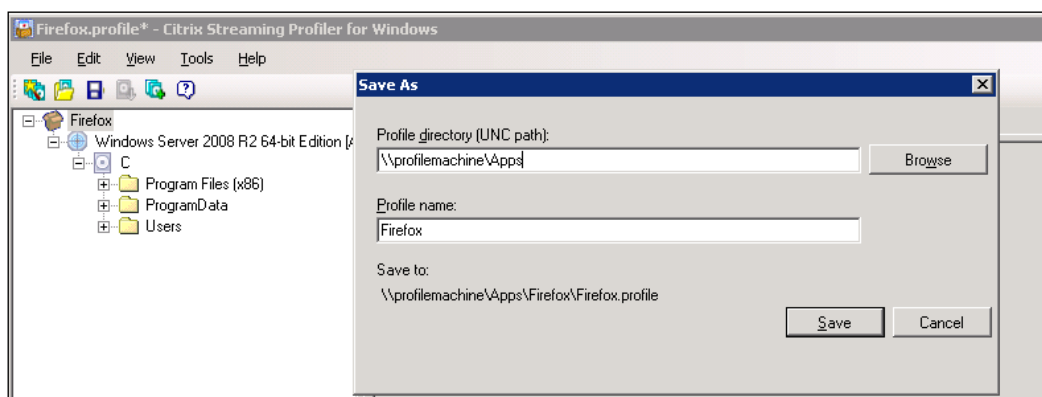 Firefox.profile* - Citrix Streaming Profiler for Windows
File Edit View Tools Help
Save As
Firefox
Windows Server 2008 R2 64-bit Edition [
C
Program Files (x86)
ProgramData
Users
Profile directory (UNC path):
\\profilemachine\Apps
Browse
Profile name:
Firefox
Save to:
\\profilemachine\Apps\Firefox\Firefox.profile
Save Cancel